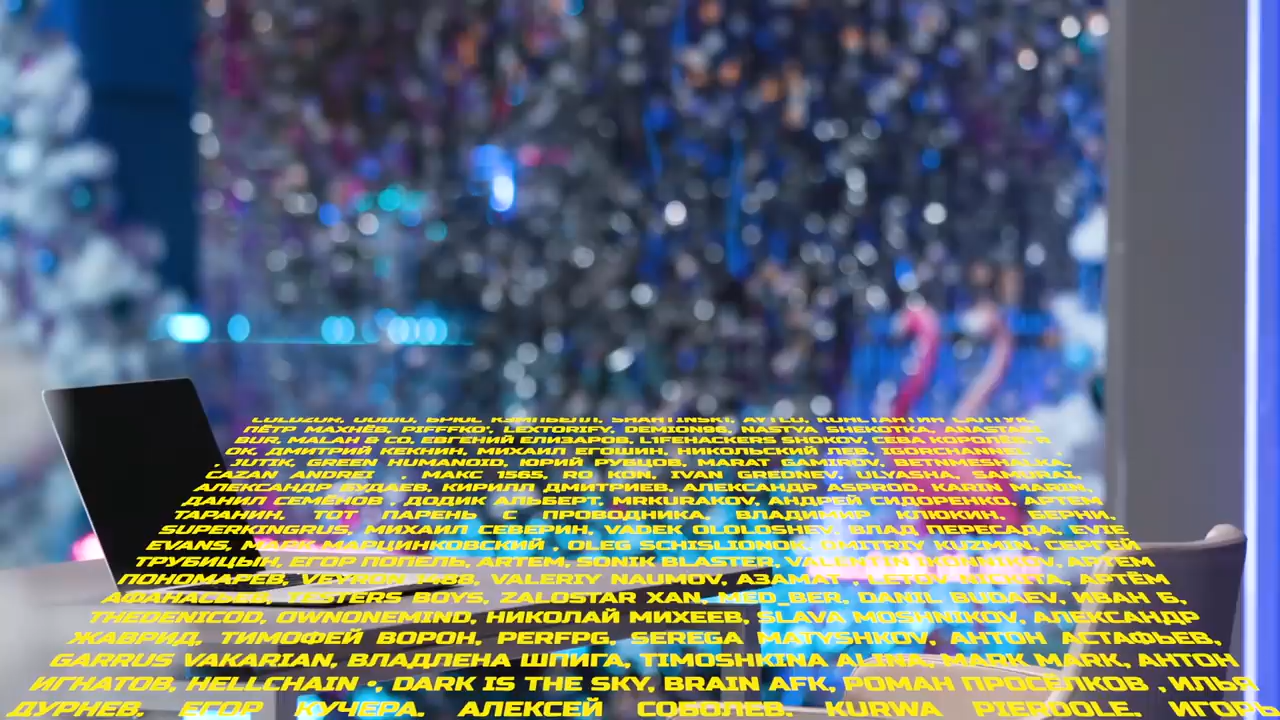 ПЁТР МАХНЁВ, PIFFFKO', LEXTORIFY, DEMION96, NASTYA SHEKOTKA, ANASTASE
BUR, MALAH & CO, ЕВГЕНИЙ ЕЛИЗАРОВ, L1FEHACKERS SHOKOV, СЕВА КОРОЛЁВ, Я
ОК, ДМИТРИЙ КЕКНИН, МИХАИЛ ЕГОШИН, НИКОЛЬСКИЙ ЛЕВ, IGORCHANNEL
, JUTIK, GREEN HUMANOID, ЮРИЙ РУБЦОВ, MARAT GAMIROV, BETNMESHALKA,
CAZAN ANDREI , МАКС 1565, RO KON, IVAN GREDNEV, ULYASHA, SAMURAI,
АЛЕКСАНДР БУДАЕВ, КИРИЛЛ ДМИТРИЕВ, АЛЕКСАНДР ASPROD, KARIN MARIN,
ДАНИЛ СЕМЁНОВ , ДОДИК АЛЬБЕРТ, MRKURAKOV, АНДРЕЙ СИДОРЕНКО, АРТЕМ
ТАРАНИН, ТОТ ПАРЕНЬ С ПРОВОДНИКА, ВЛАДИМИР КЛЮКИН, БЕРНИ,
SUPERKINGRUS, МИХАИЛ СЕВЕРИН, VADEK OLOLOSHEV, ВЛАД ПЕРЕСАДА, EVIE
EVANS, МАРК МАРЦИНКОВСКИЙ , OLEG SCHISLIONOK, DMITRIY KUZMIN, СЕРГЕЙ
ТРУБИЦЫН, ЕГОР ПОПЕЛЬ, ARTEM, SONIK BLASTER, VALENTIN IKONNIKOV, АРТЕМ
ПОНОМАРЕВ, VEYRON 1488, VALERIY NAUMOV, АЗАМАТ , LETOV NICKITA, АРТЁМ
АФАНАСЬЕВ, TESTERS BOYS, ZALOSTAR XAN, MED_BER, DANIL BUDAEV, ИВАН Б,
THEDENICOD, OWNONEMIND, НИКОЛАЙ МИХЕЕВ, SLAVA MOSHNIKOV, АЛЕКСАНДР
ЖАВРИД, ТИМОФЕЙ ВОРОН, PERFPG, SEREGA MATYSHKOV, АНТОН АСТАФЬЕВ,
GARRUS VAKARIAN, ВЛАДЛЕНА ШПИГА, TIMOSHKINA ALINA, MARK MARK, АНТОН
ИГНАТОВ, HELLCHAIN •, DARK IS THE SKY, BRAIN AFK, РОМАН ПРОСЕЛКОВ , ИЛЬЯ
ДУРНЕВ, ЕГОР КУЧЕРА, АЛЕКСЕЙ СОБОЛЕВ, KURWA PIERDOLE, ИГОРЬ